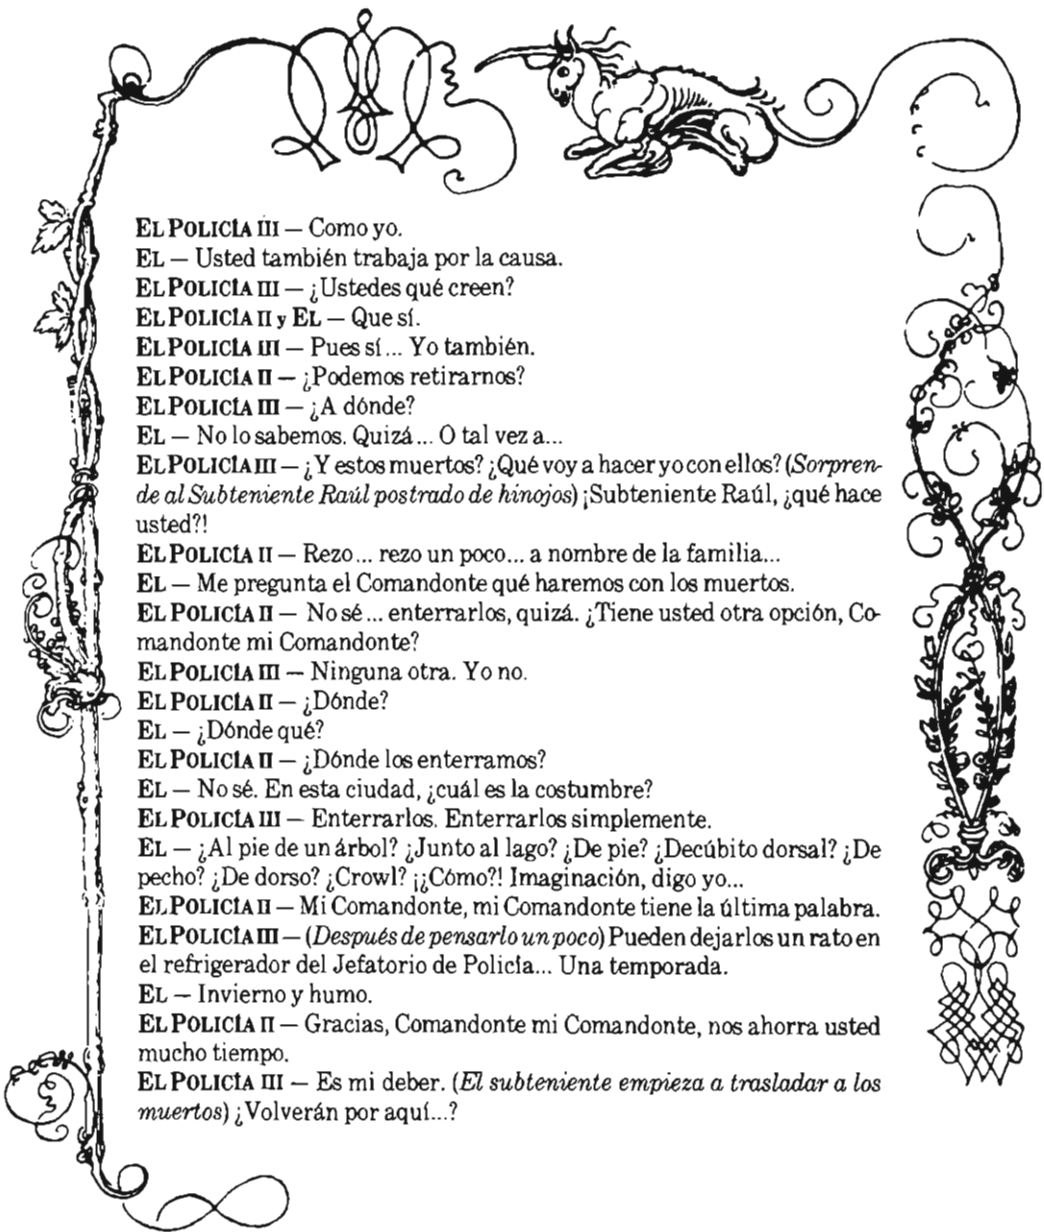 EL POLICÍA III — Como yo.
EL — Usted también trabaja por la causa.
EL POLICÍA III — ¿Ustedes qué creen?
EL POLICÍA II y EL — Que sí.
EL POLICÍA III — Pues sí... Yo también.
EL POLICÍA II — ¿Podemos retirarnos?
EL POLICÍA III — ¿A dónde?
EL — No lo sabemos. Quizá... O tal vez a...
EL POLICÍA III — ¿Y estos muertos? ¿Qué voy a hacer yo con ellos? (Sorpren-
de al Subteniente Raúl postrado de hinojos) ¡Subteniente Raúl, ¿qué hace
usted?!
EL POLICÍA II — Rezo... rezo un poco... a nombre de la familia...
EL — Me pregunta el Comandonte qué haremos con los muertos.
EL POLICÍA II — No sé... enterrarlos, quizá. ¿Tiene usted otra opción, Co-
mandonte mi Comandonte?
EL POLICÍA III — Ninguna otra. Yo no.
EL POLICÍA II — ¿Dónde?
EL — ¿Dónde qué?
EL POLICÍA II — ¿Dónde los enterramos?
EL — No sé. En esta ciudad, ¿cuál es la costumbre?
EL POLICÍA III — Enterrarlos. Enterrarlos simplemente.
EL — ¿Al pie de un árbol? ¿Junto al lago? ¿De pie? ¿Decúbito dorsal? ¿De
pecho? ¿De dorso? ¿Crowl? ¡¿Cómo?! Imaginación, digo yo...
EL POLICÍA II — Mi Comandonte, mi Comandonte tiene la última palabra.
EL POLICÍA III — (Después de pensarlo un poco) Pueden dejarlos un rato en
el refrigerador del Jefatorio de Policía... Una temporada.
EL — Invierno y humo.
EL POLICÍA II — Gracias, Comandonte mi Comandonte, nos ahorra usted
mucho tiempo.
EL POLICÍA III — Es mi deber. (El subteniente empieza a trasladar a los
muertos) ¿Volverán por aquí...?